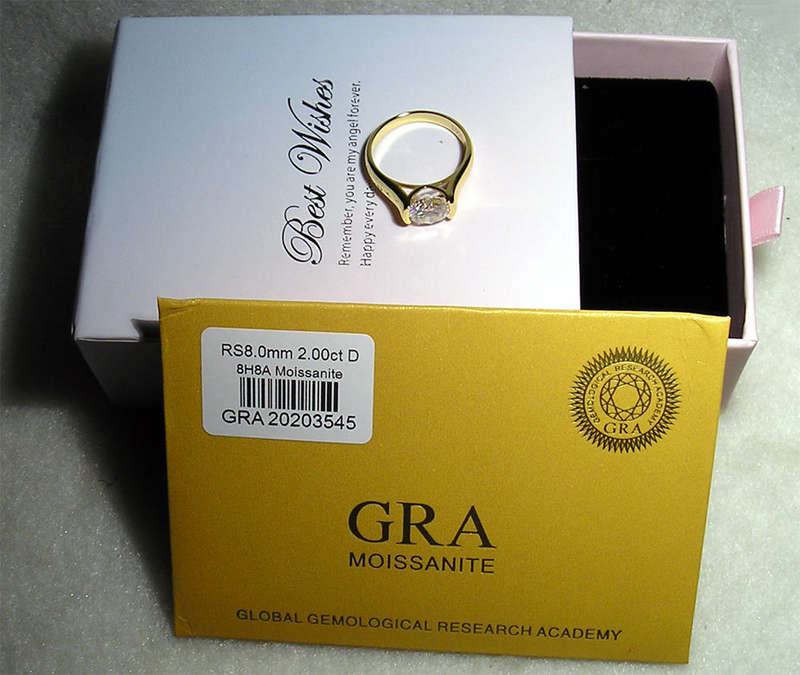 Best Wishes
Remember, you are my angel forever.
Happy every
RS8.0mm 2.00ct D
8H8A Moissanite
GRA 20203545
GEMOLOGICAL RESEARCH ACADEMY
GRA
GRA
MOISSANITE
GLOBAL GEMOLOGICAL RESEARCH ACADEMY